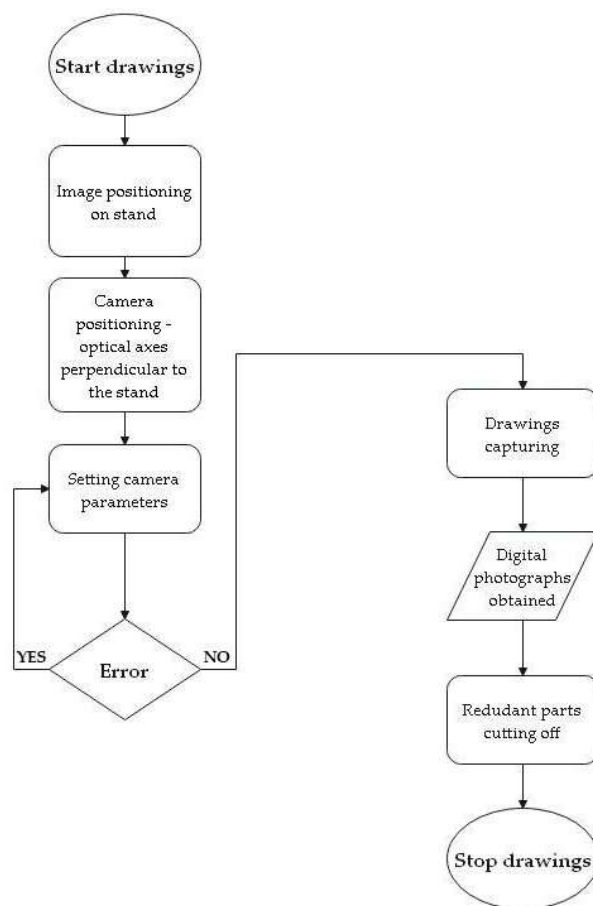 Start drawings
Image positioning
on stand
Camera
positioning -
optical axes
perpendicular to
the stand
Setting camera
parameters
YES
Error
NO
Drawings
capturing
Digital
photographs
obtained
Redudant parts
cutting off
Stop drawings